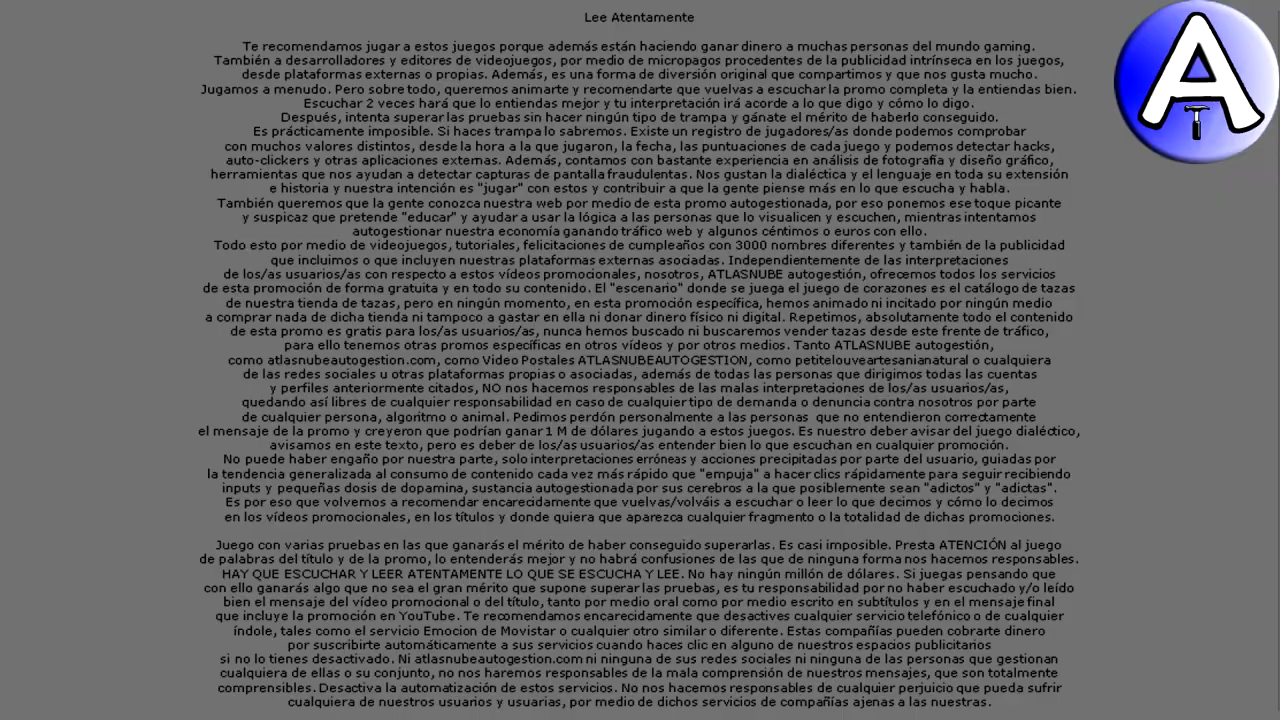 Lee Atentamente
Te recomendamos jugar a estos juegos porque además están haciendo ganar dinero a muchas personas del mundo gaming.
También a desarrolladores y editores de videojuegos, por medio de micropagos procedentes de la publicidad intrínseca en los juegos,
desde plataformas externas o propias. Además, es una forma de diversión original que compartimos y que nos gusta mucho.
Jugamos a menudo. Pero sobre todo, queremos animarte y recomendarte que vuelvas a escuchar la promo completa y la entiendas bien.
Escuchar 2 veces hará que lo entiendas mejor y tu interpretación irá acorde a lo que digo y cómo lo digo.
Después, intenta superar las pruebas sin hacer ningún tipo de trampa y gánate el mérito de haberlo conseguido.
Es prácticamente imposible. Si haces trampa lo sabremos. Existe un registro de jugadores/as donde podemos comprobar
con muchos valores distintos, desde la hora a la que jugaron, la fecha, las puntuaciones de cada juego y podemos detectar hacks,
auto-clickers y otras aplicaciones externas. Además, contamos con bastante experiencia en análisis de fotografía y diseño gráfico,
herramientas que nos ayudan a detectar capturas de pantalla fraudulentas. Nos gustan la dialéctica y el lenguaje en toda su extensión
e historia y nuestra intención es "jugar" con estos y contribuir a que la gente piense más en lo que escucha y habla.
También queremos que la gente conozca nuestra web por medio de esta promo autogestionada, por eso ponemos ese toque picante
y suspicaz que pretende "educar" y ayudar a usar la lógica a las personas que lo visualicen y escuchen, mientras intentamos
autogestionar nuestra economía ganando tráfico web y algunos céntimos o euros con ello.
Todo esto por medio de videojuegos, tutoriales, felicitaciones de cumpleaños con 3000 nombres diferentes y también de la publicidad
que incluimos o que incluyen nuestras plataformas externas asociadas. Independientemente de las interpretaciones
de los/as usuarios/as con respecto a estos vídeos promocionales, nosotros, ATLASNUBE autogestión, ofrecemos todos los servicios
de esta promoción de forma gratuita y en todo su contenido. El "escenario" donde se juega el juego de corazones es el catálogo de tazas
de nuestra tienda de tazas, pero en ningún momento, en esta promoción específica, hemos animado ni incitado por ningún medio
a comprar nada de dicha tienda ni tampoco a gastar en ella ni donar dinero físico ni digital. Repetimos, absolutamente todo el contenido
de esta promo es gratis para los/as usuarios/as, nunca hemos buscado ni buscaremos vender tazas desde este frente de tráfico,
para ello tenemos otras promos específicas en otros vídeos y por otros medios. Tanto ATLASNUBE autogestión,
como atlasnubeautogestion.com, como Video Postales ATLASNUBEAUTOGESTION, como petitelouveartesanianatural o cualquiera
de las redes sociales u otras plataformas propias o asociadas, además de todas las personas que dirigimos todas las cuentas
y perfiles anteriormente citados, NO nos hacemos responsables de las malas interpretaciones de los/as usuarios/as,
quedando así libres de cualquier responsabilidad en caso de cualquier tipo de demanda o denuncia contra nosotros por parte
de cualquier persona, algoritmo o animal. Pedimos perdón personalmente a las personas que no entendieron correctamente
el mensaje de la promo y creyeron que podrían ganar 1 M de dólares jugando a estos juegos. Es nuestro deber avisar del juego dialéctico,
avisamos en este texto, pero es deber de los/as usuarios/as entender bien lo que escuchan en cualquier promoción.
No puede haber engaño por nuestra parte, solo interpretaciones erróneas y acciones precipitadas por parte del usuario, guiadas por
la tendencia generalizada al consumo de contenido cada vez más rápido que "empuja" a hacer clics rápidamente para seguir recibiendo
inputs y pequeñas dosis de dopamina, sustancia autogestionada por sus cerebros a la que posiblemente sean "adictos" y "adictas".
Es por eso que volvemos a recomendar encarecidamente que vuelvas/volváis a escuchar o leer lo que decimos y cómo lo decimos
en los vídeos promocionales, en los títulos y donde quiera que aparezca cualquier fragmento o la totalidad de dichas promociones.
Juego con varias pruebas en las que ganarás el mérito de haber conseguido superarlas. Es casi imposible. Presta ATENCIÓN al juego
de palabras del título y de la promo, lo entenderás mejor y no habrá confusiones de las que de ninguna forma nos hacemos responsables.
HAY QUE ESCUCHAR Y LEER ATENTAMENTE LO QUE SE ESCUCHA Y LEE. No hay ningún millón de dólares. Si juegas pensando que
con ello ganarás algo que no sea el gran mérito que supone superar las pruebas, es tu responsabilidad por no haber escuchado y/o leído
bien el mensaje del vídeo promocional o del título, tanto por medio oral como por medio escrito en subtítulos y en el mensaje final
que incluye la promoción en YouTube. Te recomendamos encarecidamente que desactives cualquier servicio telefónico o de cualquier
índole, tales como el servicio Emocion de Movistar o cualquier otro similar o diferente. Estas compañías pueden cobrarte dinero
por suscribirte automáticamente a sus servicios cuando haces clic en alguno de nuestros espacios publicitarios
si no lo tienes desactivado. Ni atlasnubeautogestion.com ni ninguna de sus redes sociales ni ninguna de las personas que gestionan
cualquiera de ellas o su conjunto, no nos haremos responsables de la mala comprensión de nuestros mensajes, que son totalmente
comprensibles. Desactiva la automatización de estos servicios. No nos hacemos responsables de cualquier perjuicio que pueda sufrir
cualquiera de nuestros usuarios y usuarias, por medio de dichos servicios de compañías ajenas a las nuestras.
A